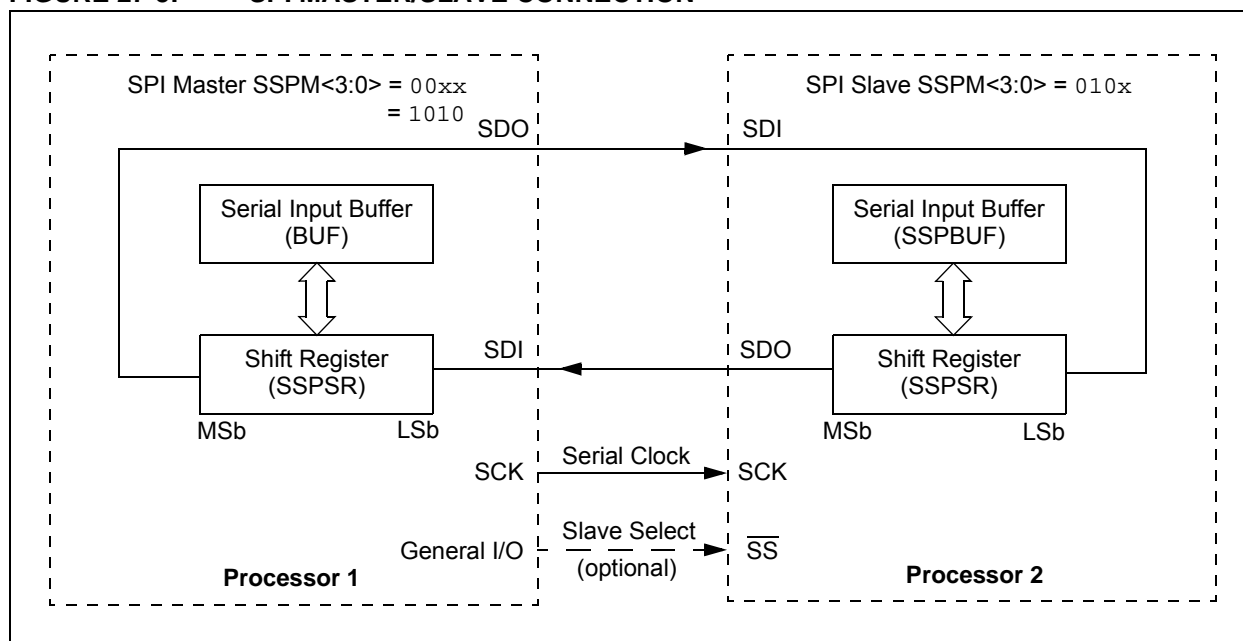 SPI Master SSPM<3:0> = 00xx
= 1010
SPI Slave SSPM<3:0> = 010x
SDO
SDI
Serial Input Buffer
(BUF)
Serial Input Buffer
(SSPBUF)
Shift Register
(SSPSR)
MSb
LSb
SDI
SDO
Shift Register
(SSPSR)
MSb
LSb
SCK
Serial Clock
SCK
General I/O
Slave Select
(optional)
SS
Processor 1
Processor 2